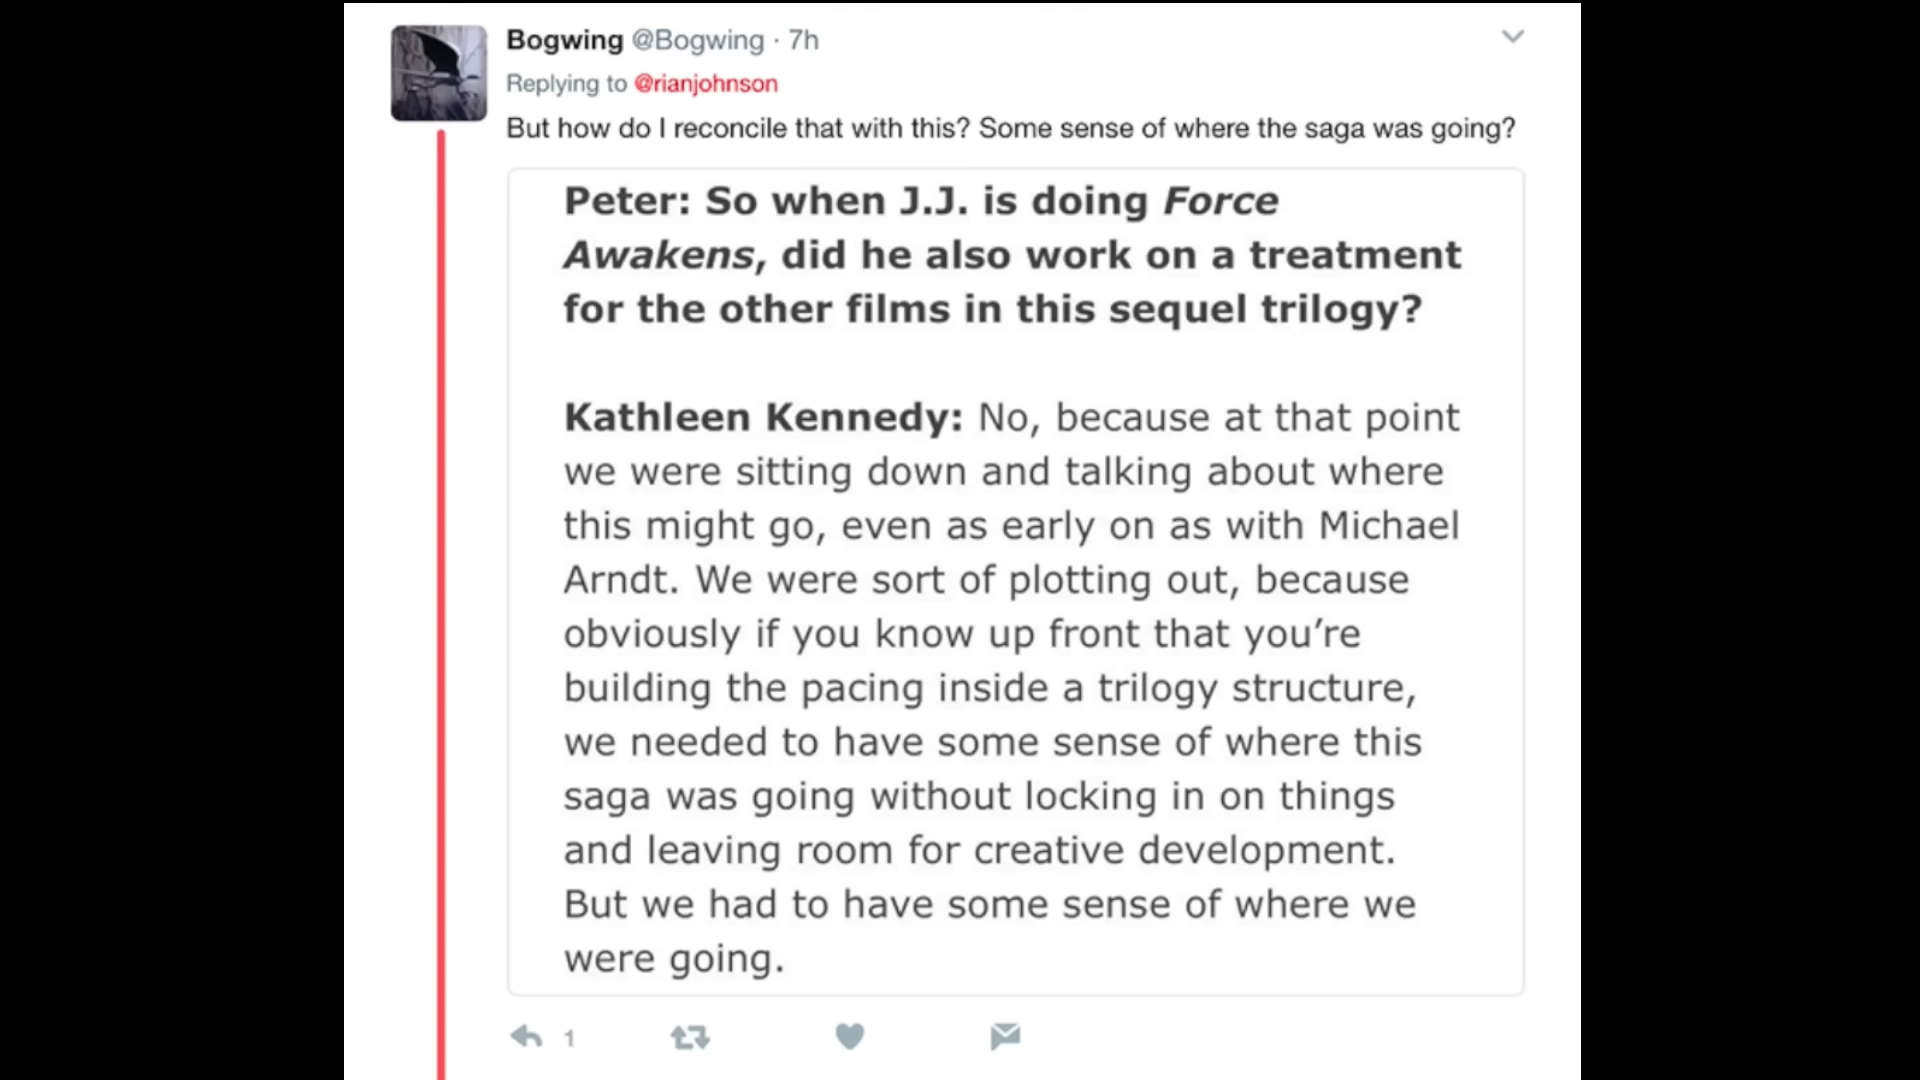 Bogwing @Bogwing · 7h
Replying to @rianjohnson
But how do I reconcile that with this? Some sense of where the saga was going?
Peter: So when J.J. is doing Force
Awakens, did he also work on a treatment
for the other films in this sequel trilogy?
Kathleen Kennedy: No, because at that point
we were sitting down and talking about where
this might go, even as early on as with Michael
Arndt. We were sort of plotting out, because
obviously if you know up front that you’re
building the pacing inside a trilogy structure,
we needed to have some sense of where this
saga was going without locking in on things
and leaving room for creative development.
But we had to have some sense of where we
were going.
1